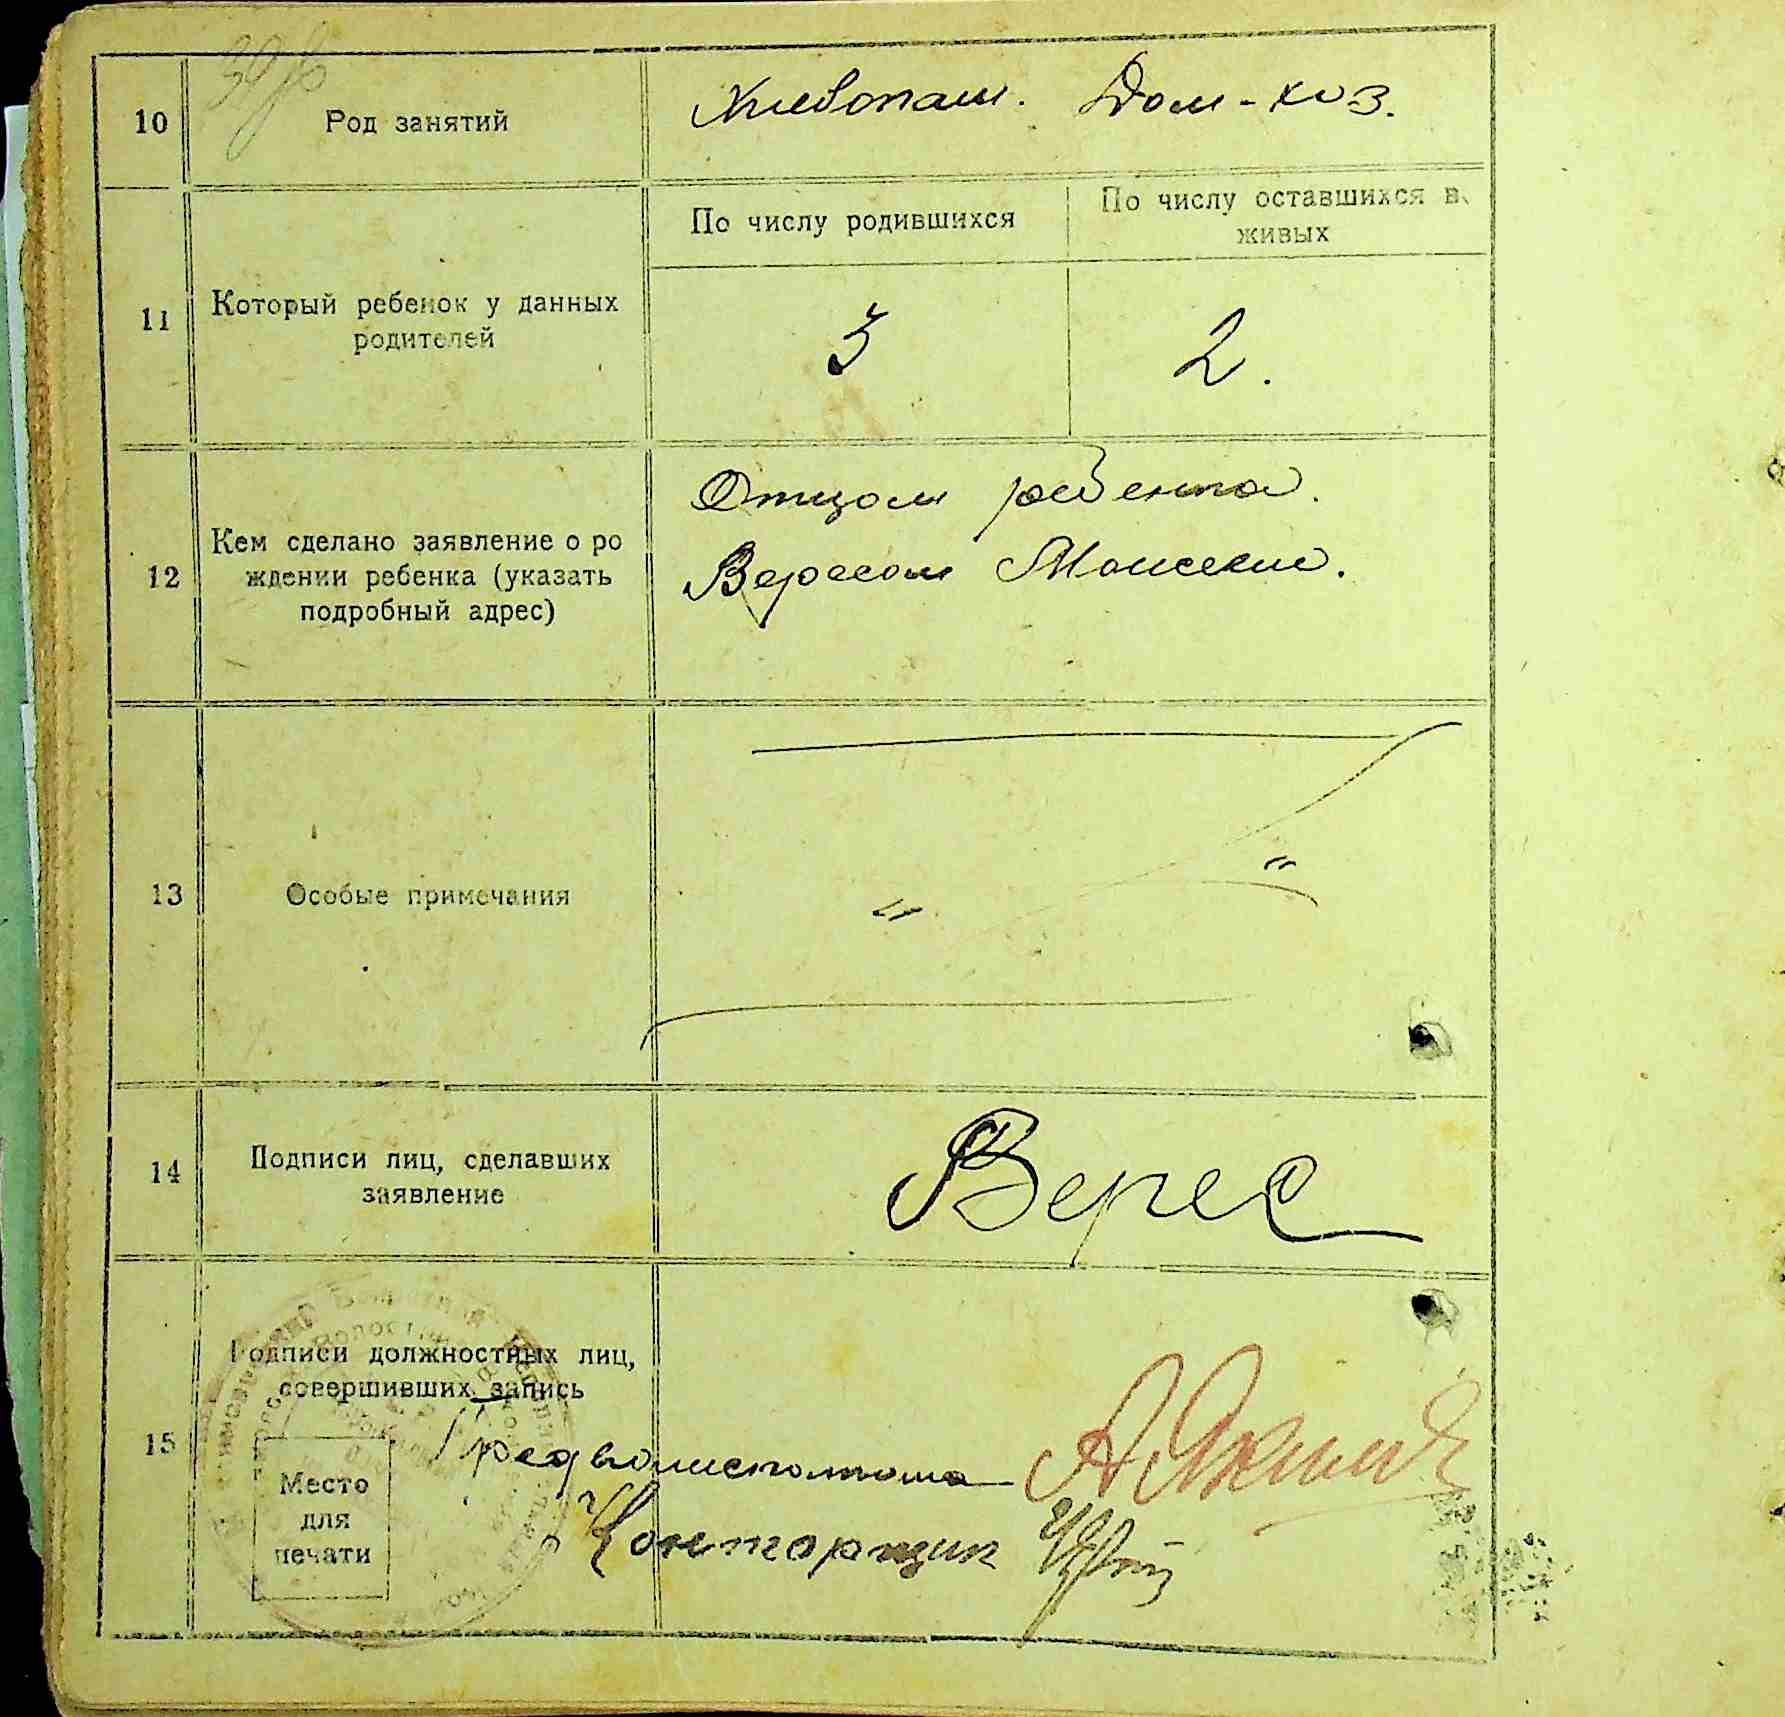 10 Род занятий Хлебопаш. Дом-хоз.
По числу родившихся По числу оставшихся в живых
11 Который ребенок у данных
родителей
3 2.
Отцом ребенка.
Вересом Моисеем.
12 Кем сделано заявление о ро
ждении ребенка (указать
подробный адрес)
13 Особые примечания
" "
14 Подписи лиц, сделавших
заявление
Верес
15 Подписи должностных лиц,
совершивших запись
Предволисполкома
Место
для
печати
Конторщик